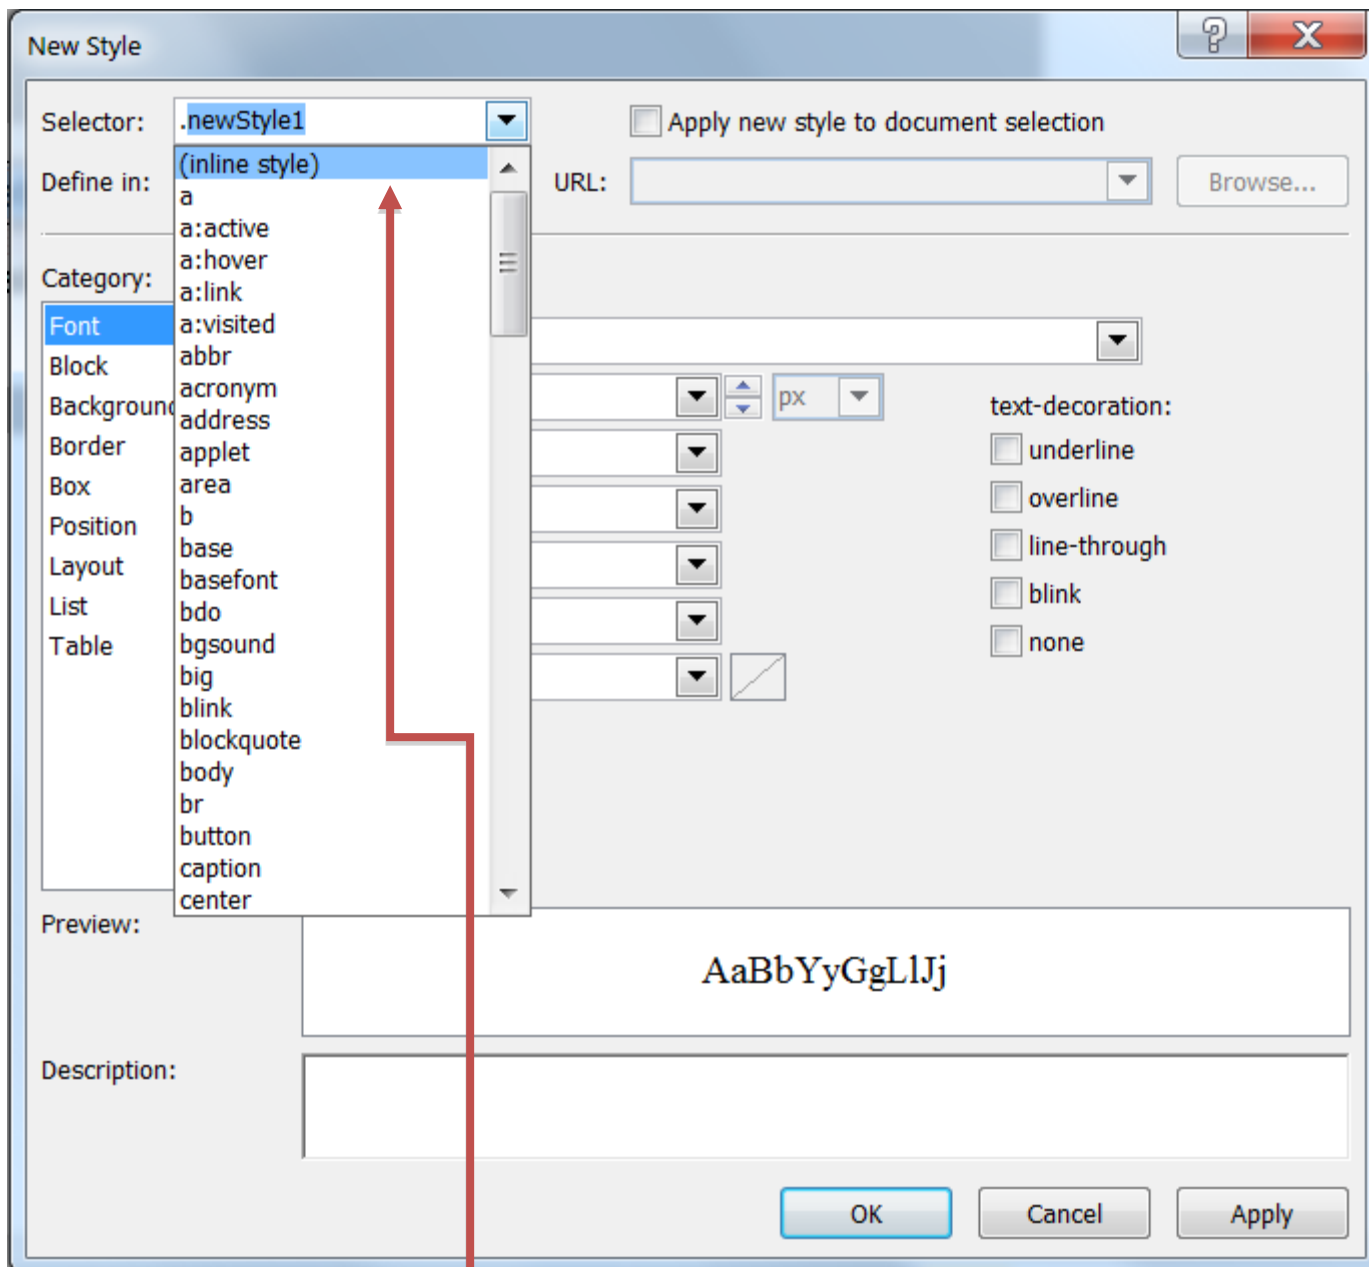 New Style
Selector: .newStyle1
Apply new style to document selection
Define in:
URL:
Browse...
(inline style)
a
a:active
a:hover
a:link
a:visited
abbr
acronym
address
applet
area
b
base
basefont
bdo
bgsound
big
blink
blockquote
body
br
button
caption
center
Category:
Font
Block
Background
Border
Box
Position
Layout
List
Table
px
text-decoration:
underline
overline
line-through
blink
none
Preview:
AaBbYyGgLlJj
Description:
OK Cancel Apply